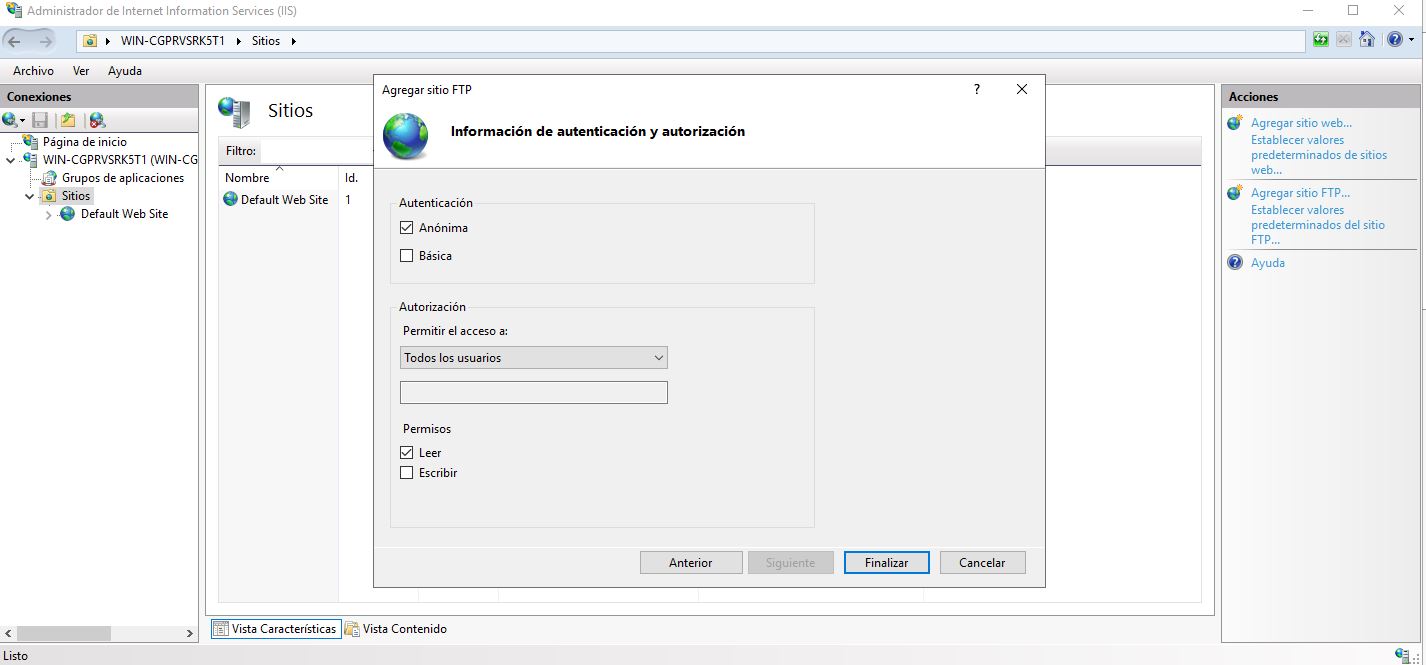 Administrador de Internet Information Services (IIS)
WIN-CGPRVSRK5T1
Sitios
Archivo Ver Ayuda
Conexiones
Página de inicio
WIN-CGPRVSRK5T1 (WIN-CG
Grupos de aplicaciones
Sitios
Default Web Site
Sitios
Filtro:
Nombre Id.
Default Web Site 1
Agregar sitio FTP
?
Información de autenticación y autorización
Autenticación
Anónima
Básica
Autorización
Permitir el acceso a:
Todos los usuarios
Permisos
Leer
Escribir
Anterior Siguiente Finalizar Cancelar
Acciones
Agregar sitio web...
Establecer valores
predeterminados de sitios
web...
Agregar sitio FTP...
Establecer valores
predeterminados del sitio
FTP...
Ayuda
Vista Características Vista Contenido
Listo